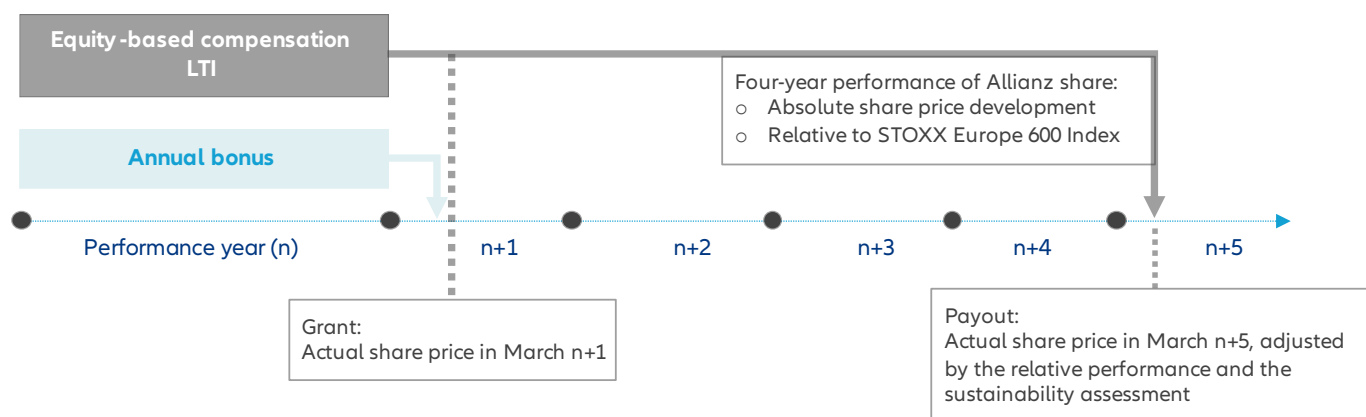 Equity-based compensation
LTI
Four-year performance of Allianz share:
o Absolute share price development
o Relative to STOXX Europe 600 Index
Annual bonus
Performance year (n)
n+1
n+2
n+3
n+4
n+5
Grant:
Actual share price in March n+1
Payout:
Actual share price in March n+5, adjusted
by the relative performance and the
sustainability assessment